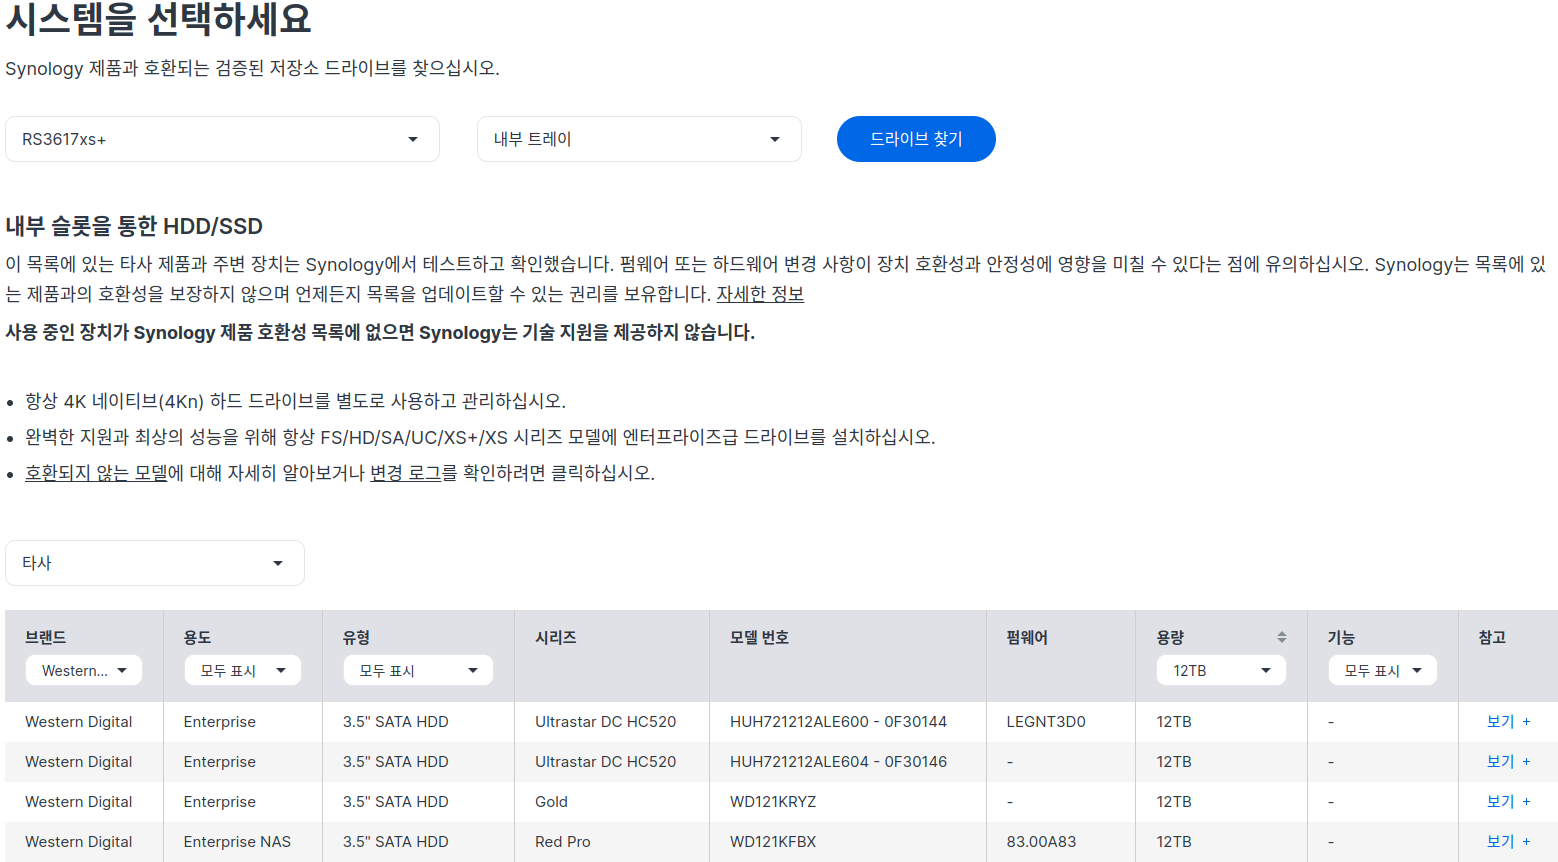 시스템을 선택하세요
Synology 제품과 호환되는 검증된 저장소 드라이브를 찾으십시오.
RS3617xs+ 내부 트레이 드라이브 찾기
내부 슬롯을 통한 HDD/SSD
이 목록에 있는 타사 제품과 주변 장치는 Synology에서 테스트하고 확인했습니다. 펌웨어 또는 하드웨어 변경 사항이 장치 호환성과 안정성에 영향을 미칠 수 있다는 점에 유의하십시오. Synology는 목록에 있
는 제품과의 호환성을 보장하지 않으며 언제든지 목록을 업데이트할 수 있는 권리를 보유합니다. 자세한 정보
사용 중인 장치가 Synology 제품 호환성 목록에 없으면 Synology는 기술 지원을 제공하지 않습니다.
• 항상 4K 네이티브(4Kn) 하드 드라이브를 별도로 사용하고 관리하십시오.
• 완벽한 지원과 최상의 성능을 위해 항상 FS/HD/SA/UC/XS+/XS 시리즈 모델에 엔터프라이즈급 드라이브를 설치하십시오.
• 호환되지 않는 모델에 대해 자세히 알아보거나 변경 로그를 확인하려면 클릭하십시오.
타사
브랜드 용도 유형 시리즈 모델 번호 펌웨어 용량 기능 참고
Western... 모두 표시 모두 표시 12TB 모두 표시
Western Digital Enterprise 3.5" SATA HDD Ultrastar DC HC520 HUH721212ALE600 - 0F30144 LEGNT3D0 12TB - 보기 +
Western Digital Enterprise 3.5" SATA HDD Ultrastar DC HC520 HUH721212ALE604 - 0F30146 - 12TB - 보기 +
Western Digital Enterprise 3.5" SATA HDD Gold WD121KRYZ - 12TB - 보기 +
Western Digital Enterprise NAS 3.5" SATA HDD Red Pro WD121KFBX 83.00A83 12TB - 보기 +